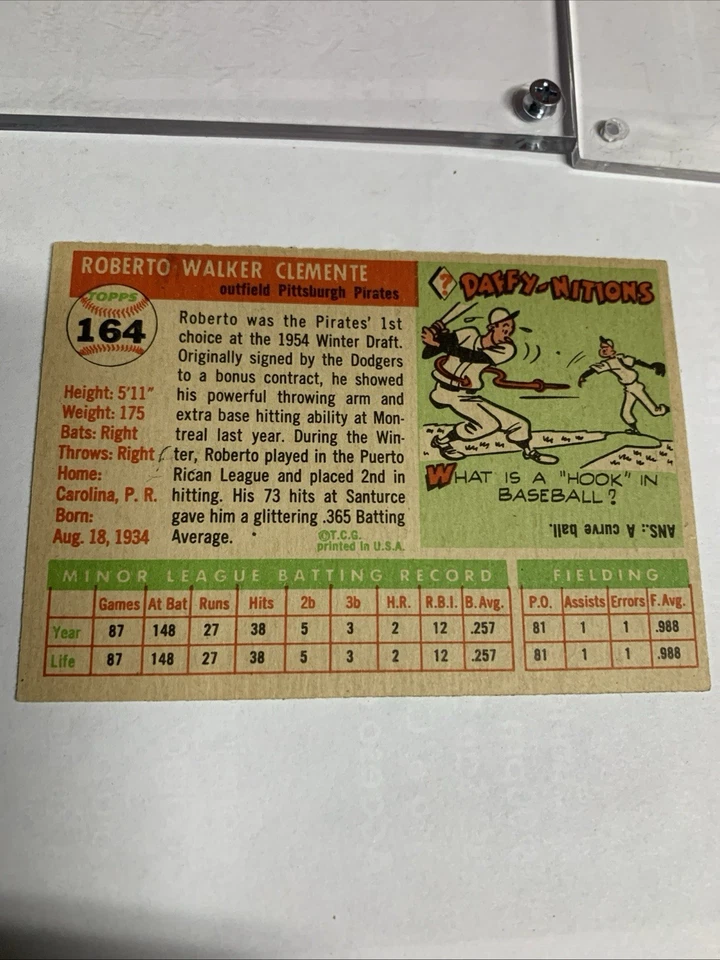 ROBERTO WALKER CLEMENTE
outfield Pittsburgh Pirates
TOPPS
164
Height: 5'11"
Weight: 175
Bats: Right
Throws: Right
Home:
Carolina, P. R.
Born:
Aug. 18, 1934
Roberto was the Pirates' 1st
choice at the 1954 Winter Draft.
Originally signed by the Dodgers
to a bonus contract, he showed
his powerful throwing arm and
extra base hitting ability at Mon-
treal last year. During the Win-
ter, Roberto played in the Puerto
Rican League and placed 2nd in
hitting. His 73 hits at Santurce
gave him a glittering .365 Batting
Average.
©T.C.G.
printed in U.S.A.
? DAFFY-NITIONS
WHAT IS A "HOOK" IN
BASEBALL?
ANS.: A curve ball.
MINOR LEAGUE BATTING RECORD
Games At Bat Runs Hits 2b 3b H.R. R.B.I. B.Avg.
Year 87 148 27 38 5 3 2 12 .257
Life 87 148 27 38 5 3 2 12 .257
FIELDING
P.O. Assists Errors F.Avg.
81 1 1 .988
81 1 1 .988